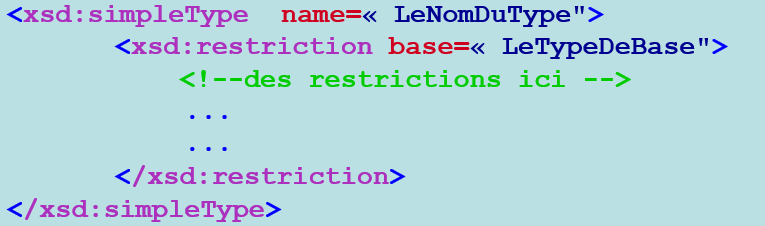 <xsd:simpleType name=« LeNomDuType">
<xsd:restriction base=« LeTypeDeBase">
<!--des restrictions ici -->
...
...
</xsd:restriction>
</xsd:simpleType>